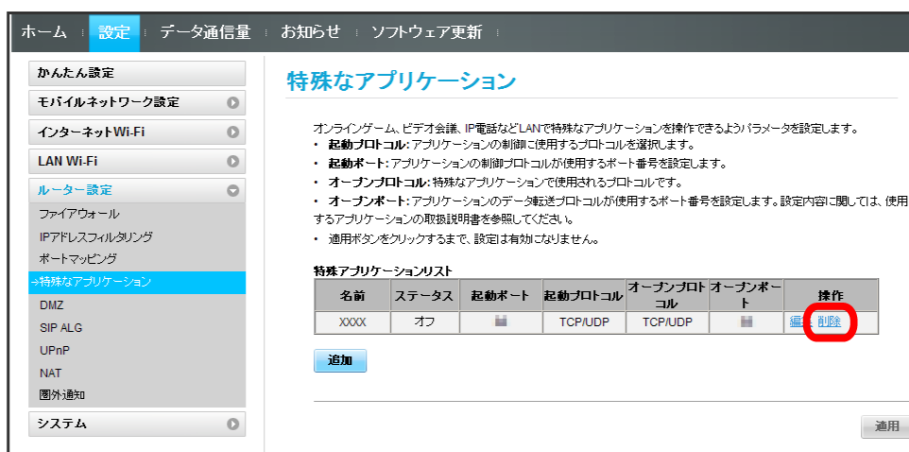 ホーム 設定 データ通信量 お知らせ ソフトウェア更新
かんたん設定
モバイルネットワーク設定
インターネットWi-Fi
LAN Wi-Fi
ルーター設定
ファイアウォール
IPアドレスフィルタリング
ポートマッピング
→特殊なアプリケーション
DMZ
SIP ALG
UPnP
NAT
圏外通知
システム
特殊なアプリケーション
オンラインゲーム、ビデオ会議、IP電話などLANで特殊なアプリケーションを操作できるようパラメータを設定します。
・ 起動プロトコル:アプリケーションの制御に使用するプロトコルを選択します。
・ 起動ポート:アプリケーションの制御プロトコルが使用するポート番号を設定します。
・ オープンプロトコル:特殊なアプリケーションで使用されるプロトコルです。
・ オープンポート:アプリケーションのデータ転送プロトコルが使用するポート番号を設定します。設定内容に関しては、使用
するアプリケーションの取扱説明書を参照してください。
・ 適用ボタンをクリックするまで、設定は有効になりません。
特殊アプリケーションリスト
名前 ステータス 起動ポート 起動プロトコル オープンプロトコル オープンポート 操作
XXXX オフ TCP/UDP TCP/UDP 編集 削除
追加
適用